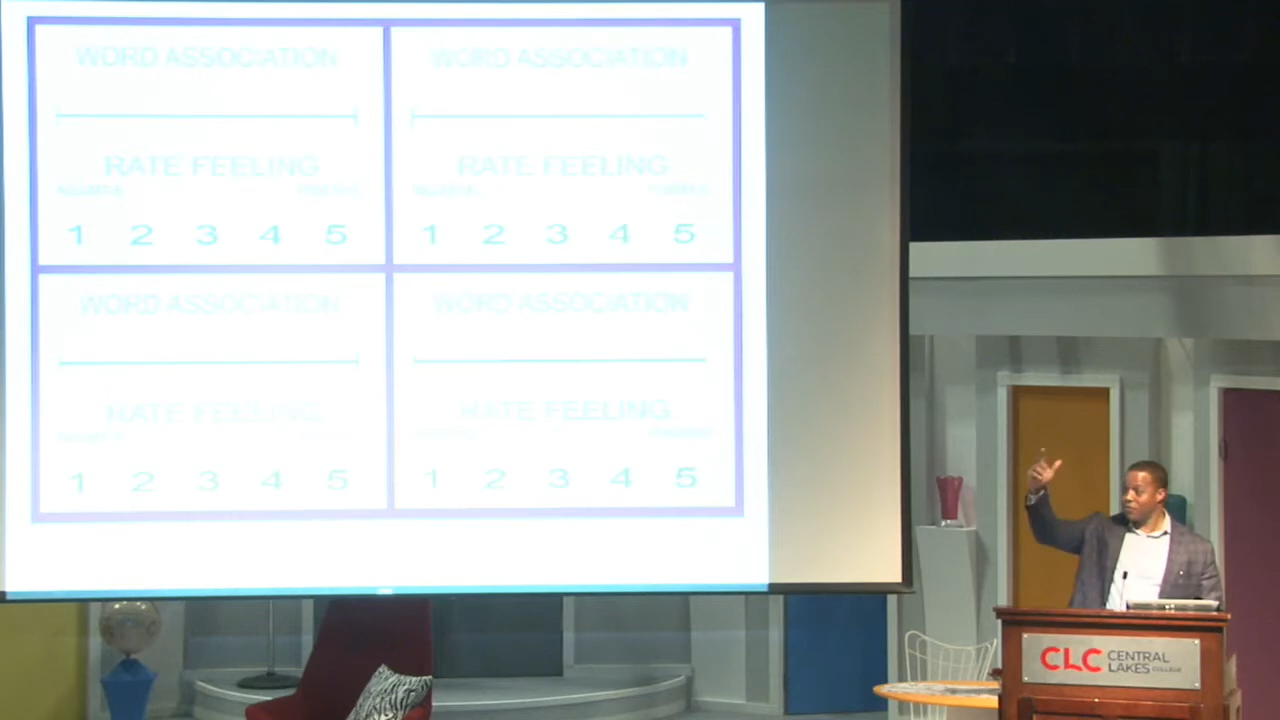 WORD ASSOCIATION
RATE FEELING
1 2 3 4 5
WORD ASSOCIATION
RATE FEELING
1 2 3 4 5
WORD ASSOCIATION
RATE FEELING
1 2 3 4 5
WORD ASSOCIATION
RATE FEELING
1 2 3 4 5
CLC CENTRAL
LAKES COLLEGE